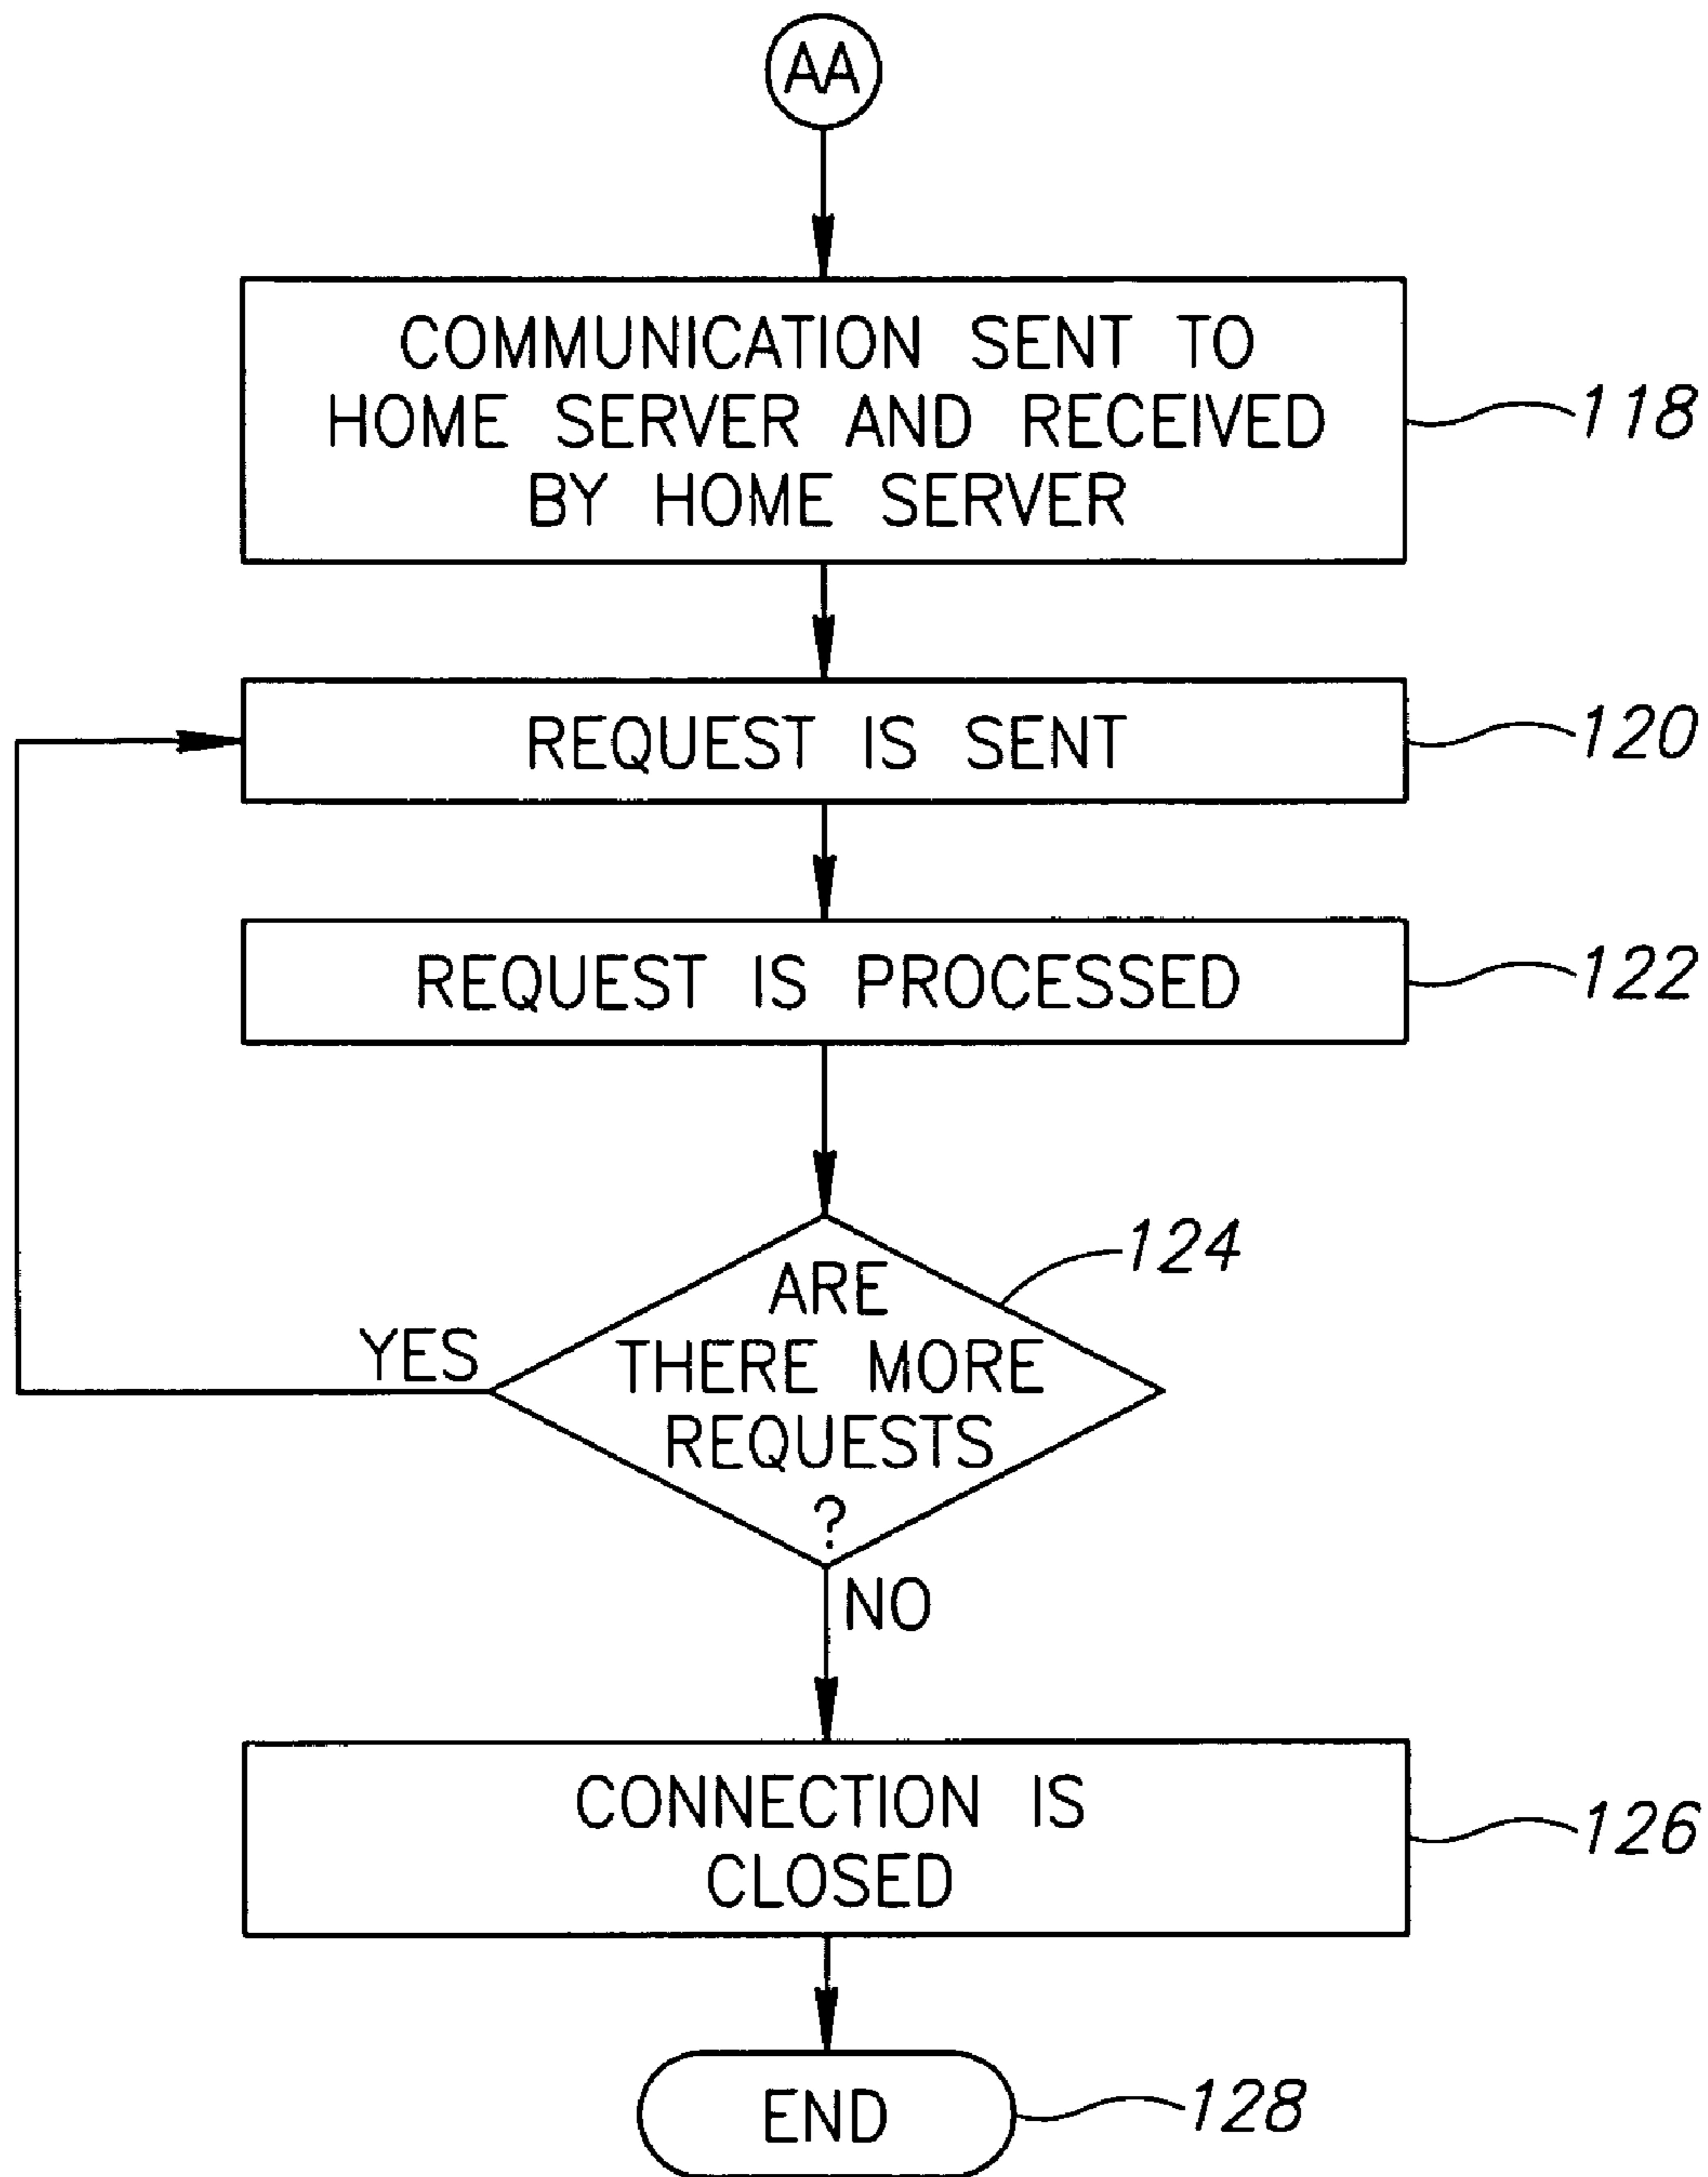 AA
COMMUNICATION SENT TO
HOME SERVER AND RECEIVED
BY HOME SERVER
118
REQUEST IS SENT
120
REQUEST IS PROCESSED
122
124
ARE
THERE MORE
REQUESTS
?
YES
NO
CONNECTION IS
CLOSED
126
END
128